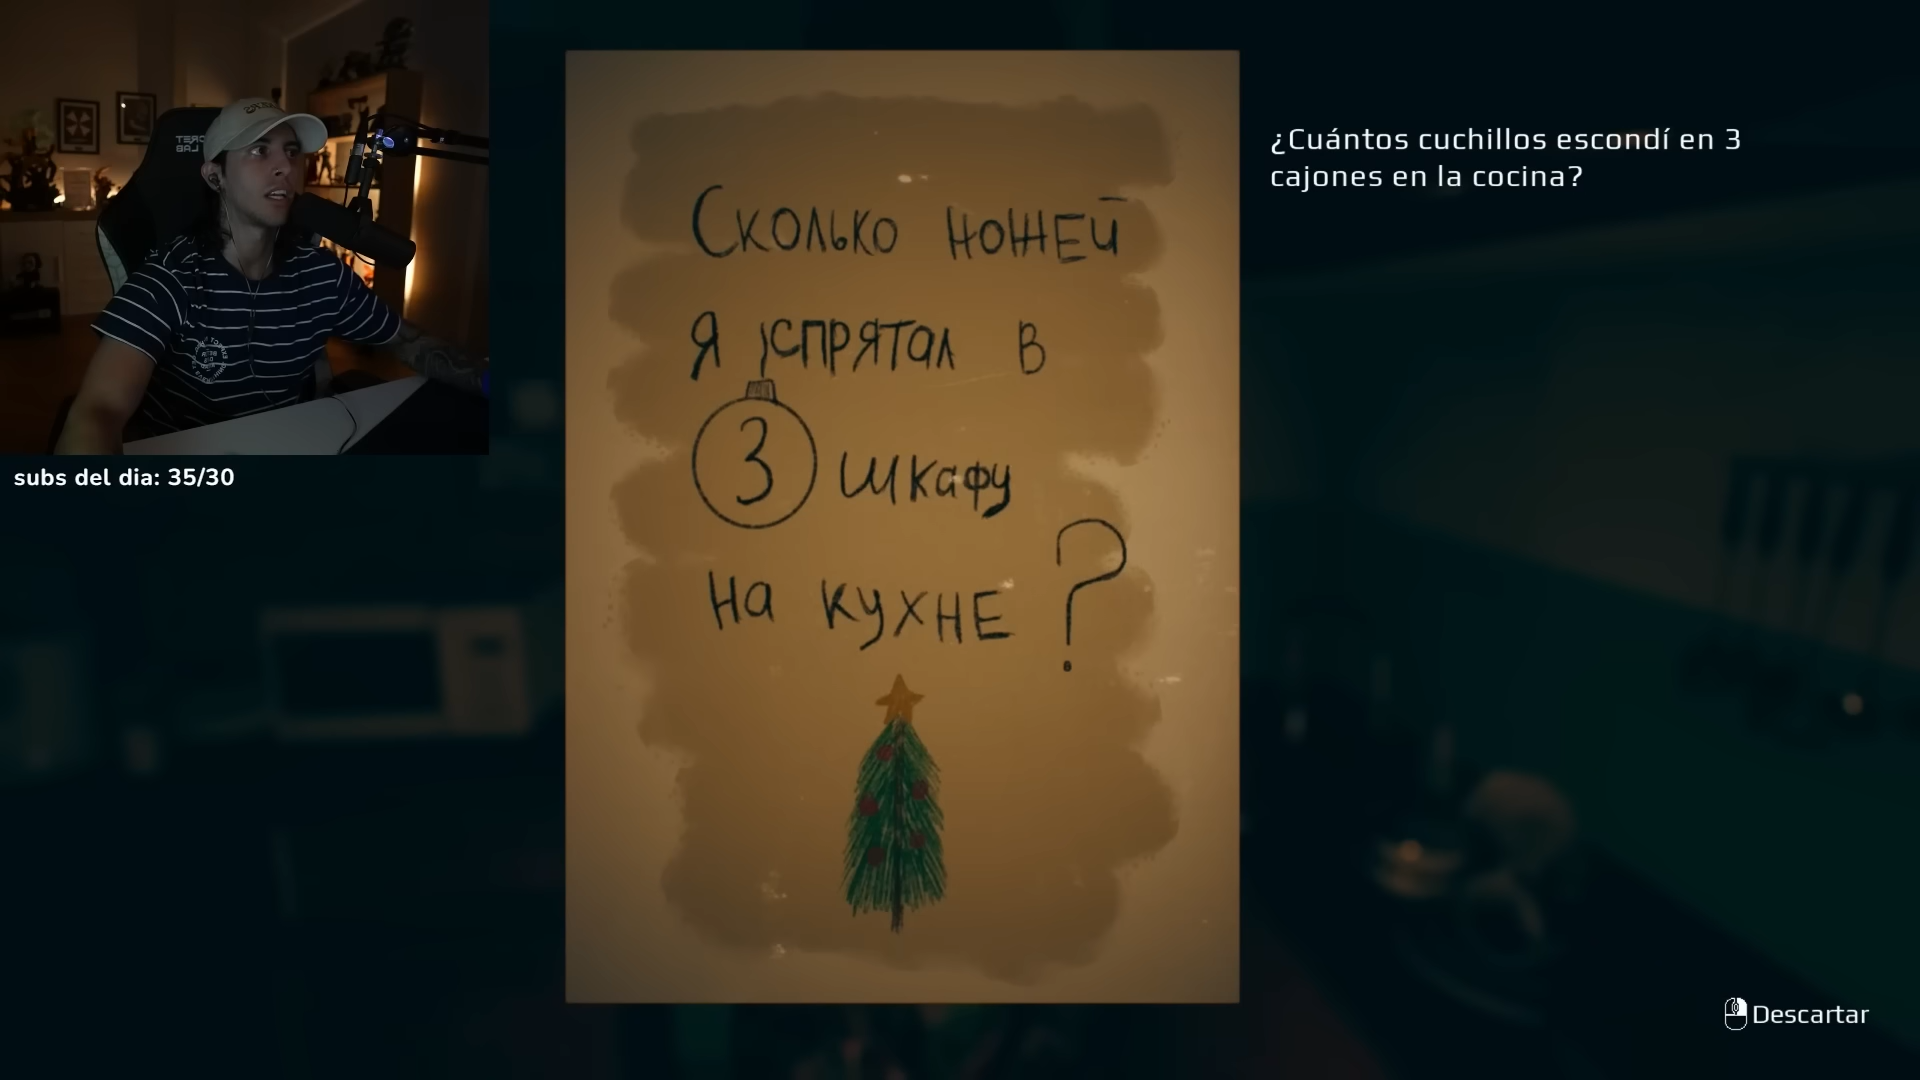 subs del dia: 35/30
Сколько ножей
Я спрятал в
3 шкафу
на кухне?
¿Cuántos cuchillos escondí en 3
cajones en la cocina?
Descartar